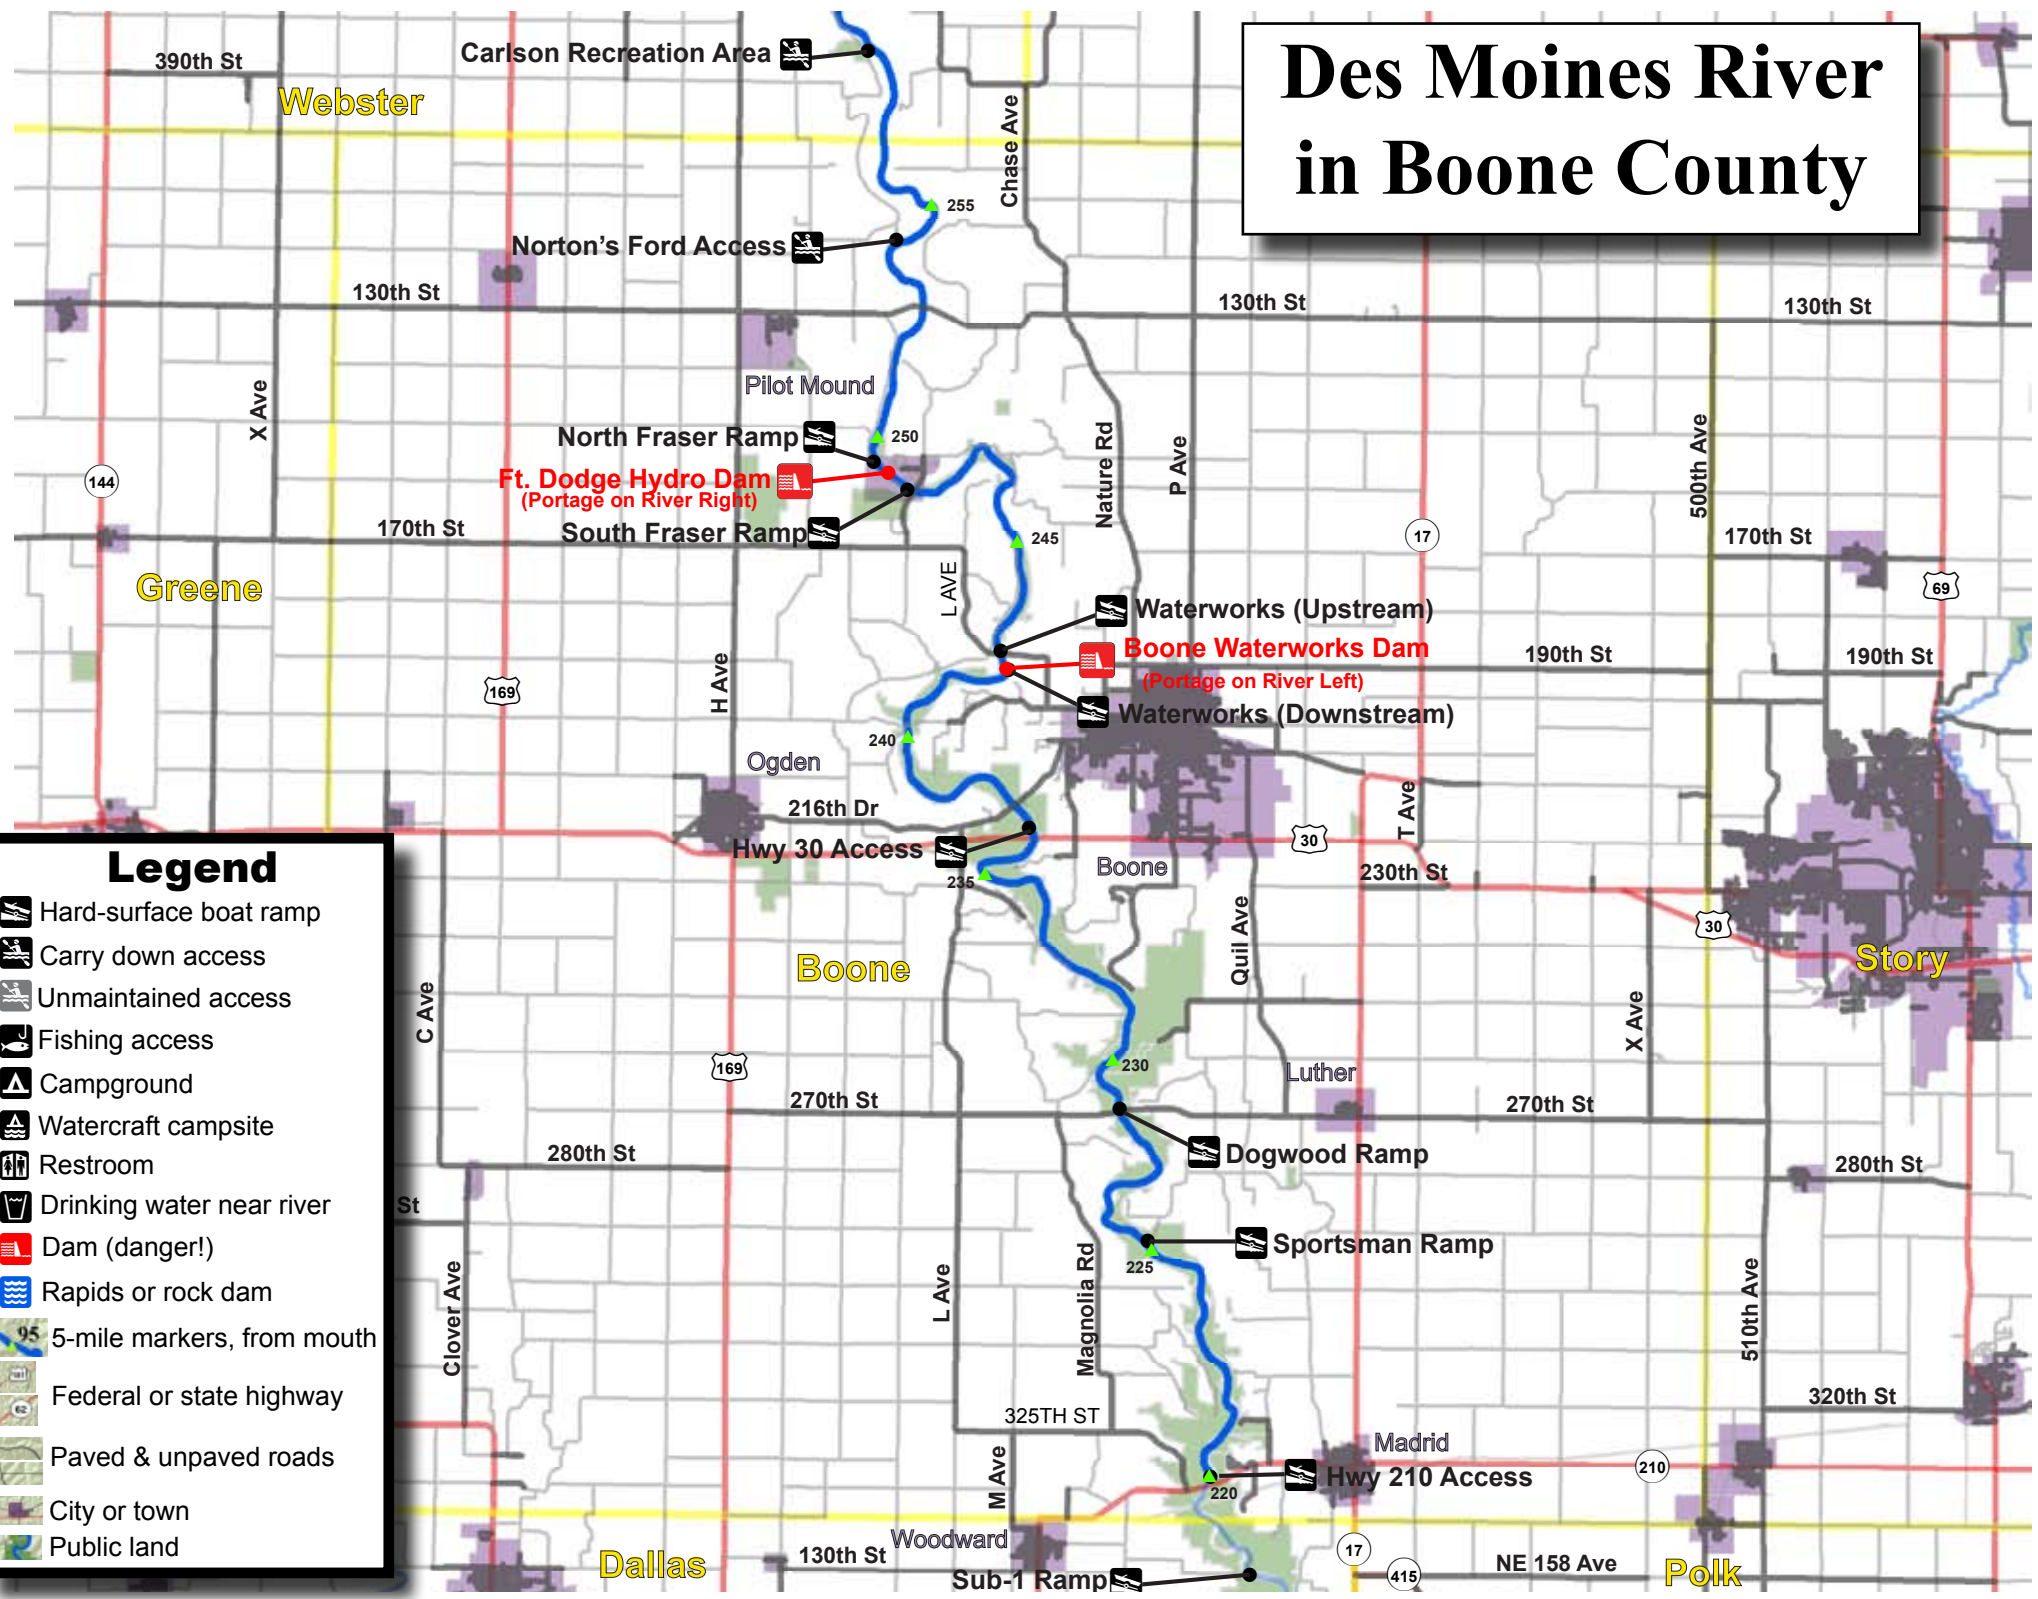 Des Moines River
in Boone County
Carlson Recreation Area
390th St
Webster
Chase Ave
255
Norton's Ford Access
130th St
130th St
130th St
X Ave
Pilot Mound
250
North Fraser Ramp
Ft. Dodge Hydro Dam
(Portage on River Right)
South Fraser Ramp
Nature Rd
P Ave
500th Ave
144
17
170th St
170th St
245
Greene
L AVE
69
Waterworks (Upstream)
Boone Waterworks Dam
(Portage on River Left)
Waterworks (Downstream)
190th St
190th St
H Ave
169
240
Ogden
216th Dr
T Ave
Hwy 30 Access
30
235
Boone
230th St
30
Quil Ave
Boone
Story
C Ave
X Ave
169
230
Luther
270th St
270th St
280th St
Dogwood Ramp
280th St
St
Sportsman Ramp
225
Clover Ave
L Ave
Magnolia Rd
510th Ave
320th St
325TH ST
Madrid
M Ave
Hwy 210 Access
210
220
Woodward
130th St
Dallas
Sub-1 Ramp
17
415
NE 158 Ave
Polk
Legend
Hard-surface boat ramp
Carry down access
Unmaintained access
Fishing access
Campground
Watercraft campsite
Restroom
Drinking water near river
Dam (danger!)
Rapids or rock dam
95
5-mile markers, from mouth
62
Federal or state highway
Paved & unpaved roads
City or town
Public land